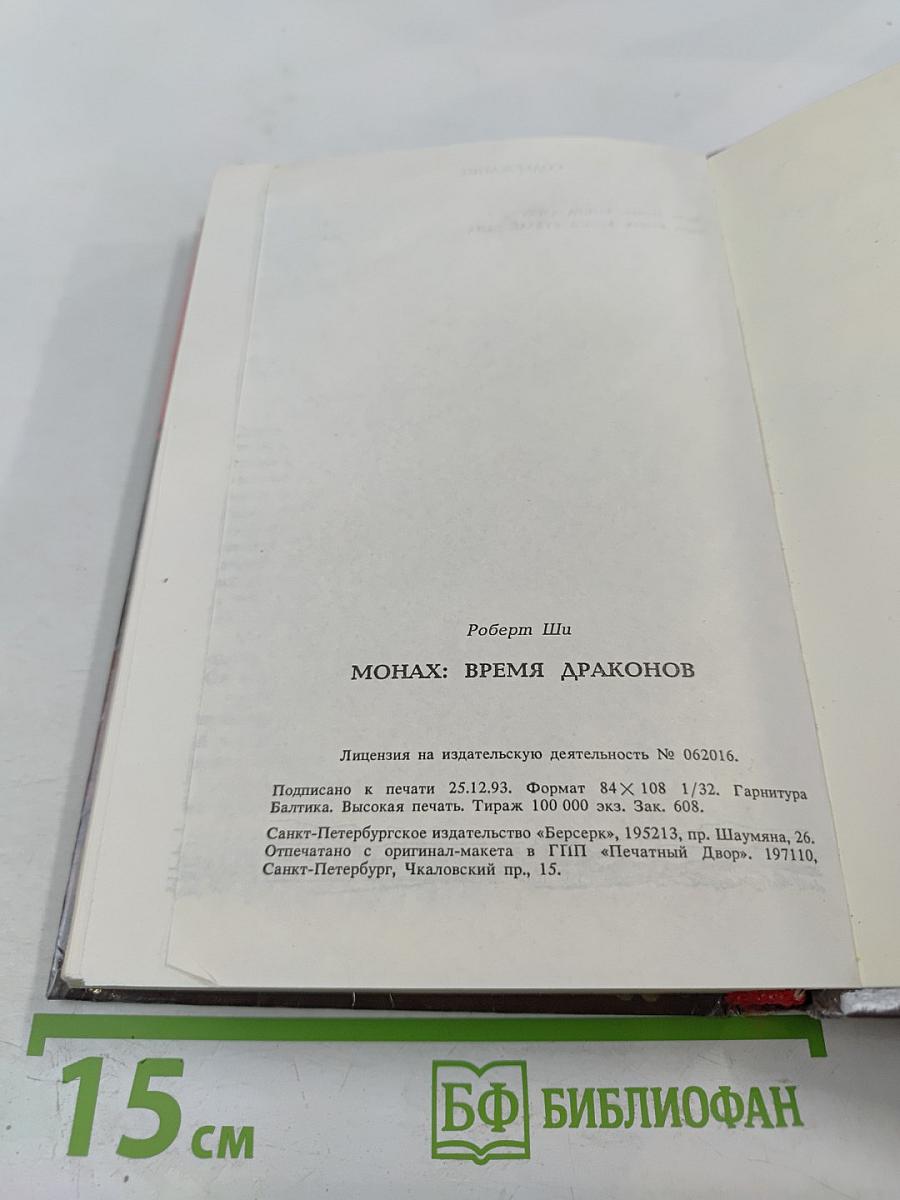 Роберт Ши
МОНАХ: ВРЕМЯ ДРАКОНОВ
Лицензия на издательскую деятельность № 062016.
Подписано к печати 25.12.93. Формат 84×108 1/32. Гарнитура
Балтика. Высокая печать. Тираж 100 000 экз. Зак. 608.
Санкт-Петербургское издательство «Берсерк», 195213, пр. Шаумяна, 26.
Отпечатано с оригинал-макета в ГПП «Печатный Двор». 197110,
Санкт-Петербург, Чкаловский пр., 15.
15 см
БФ БИБЛИОФАН